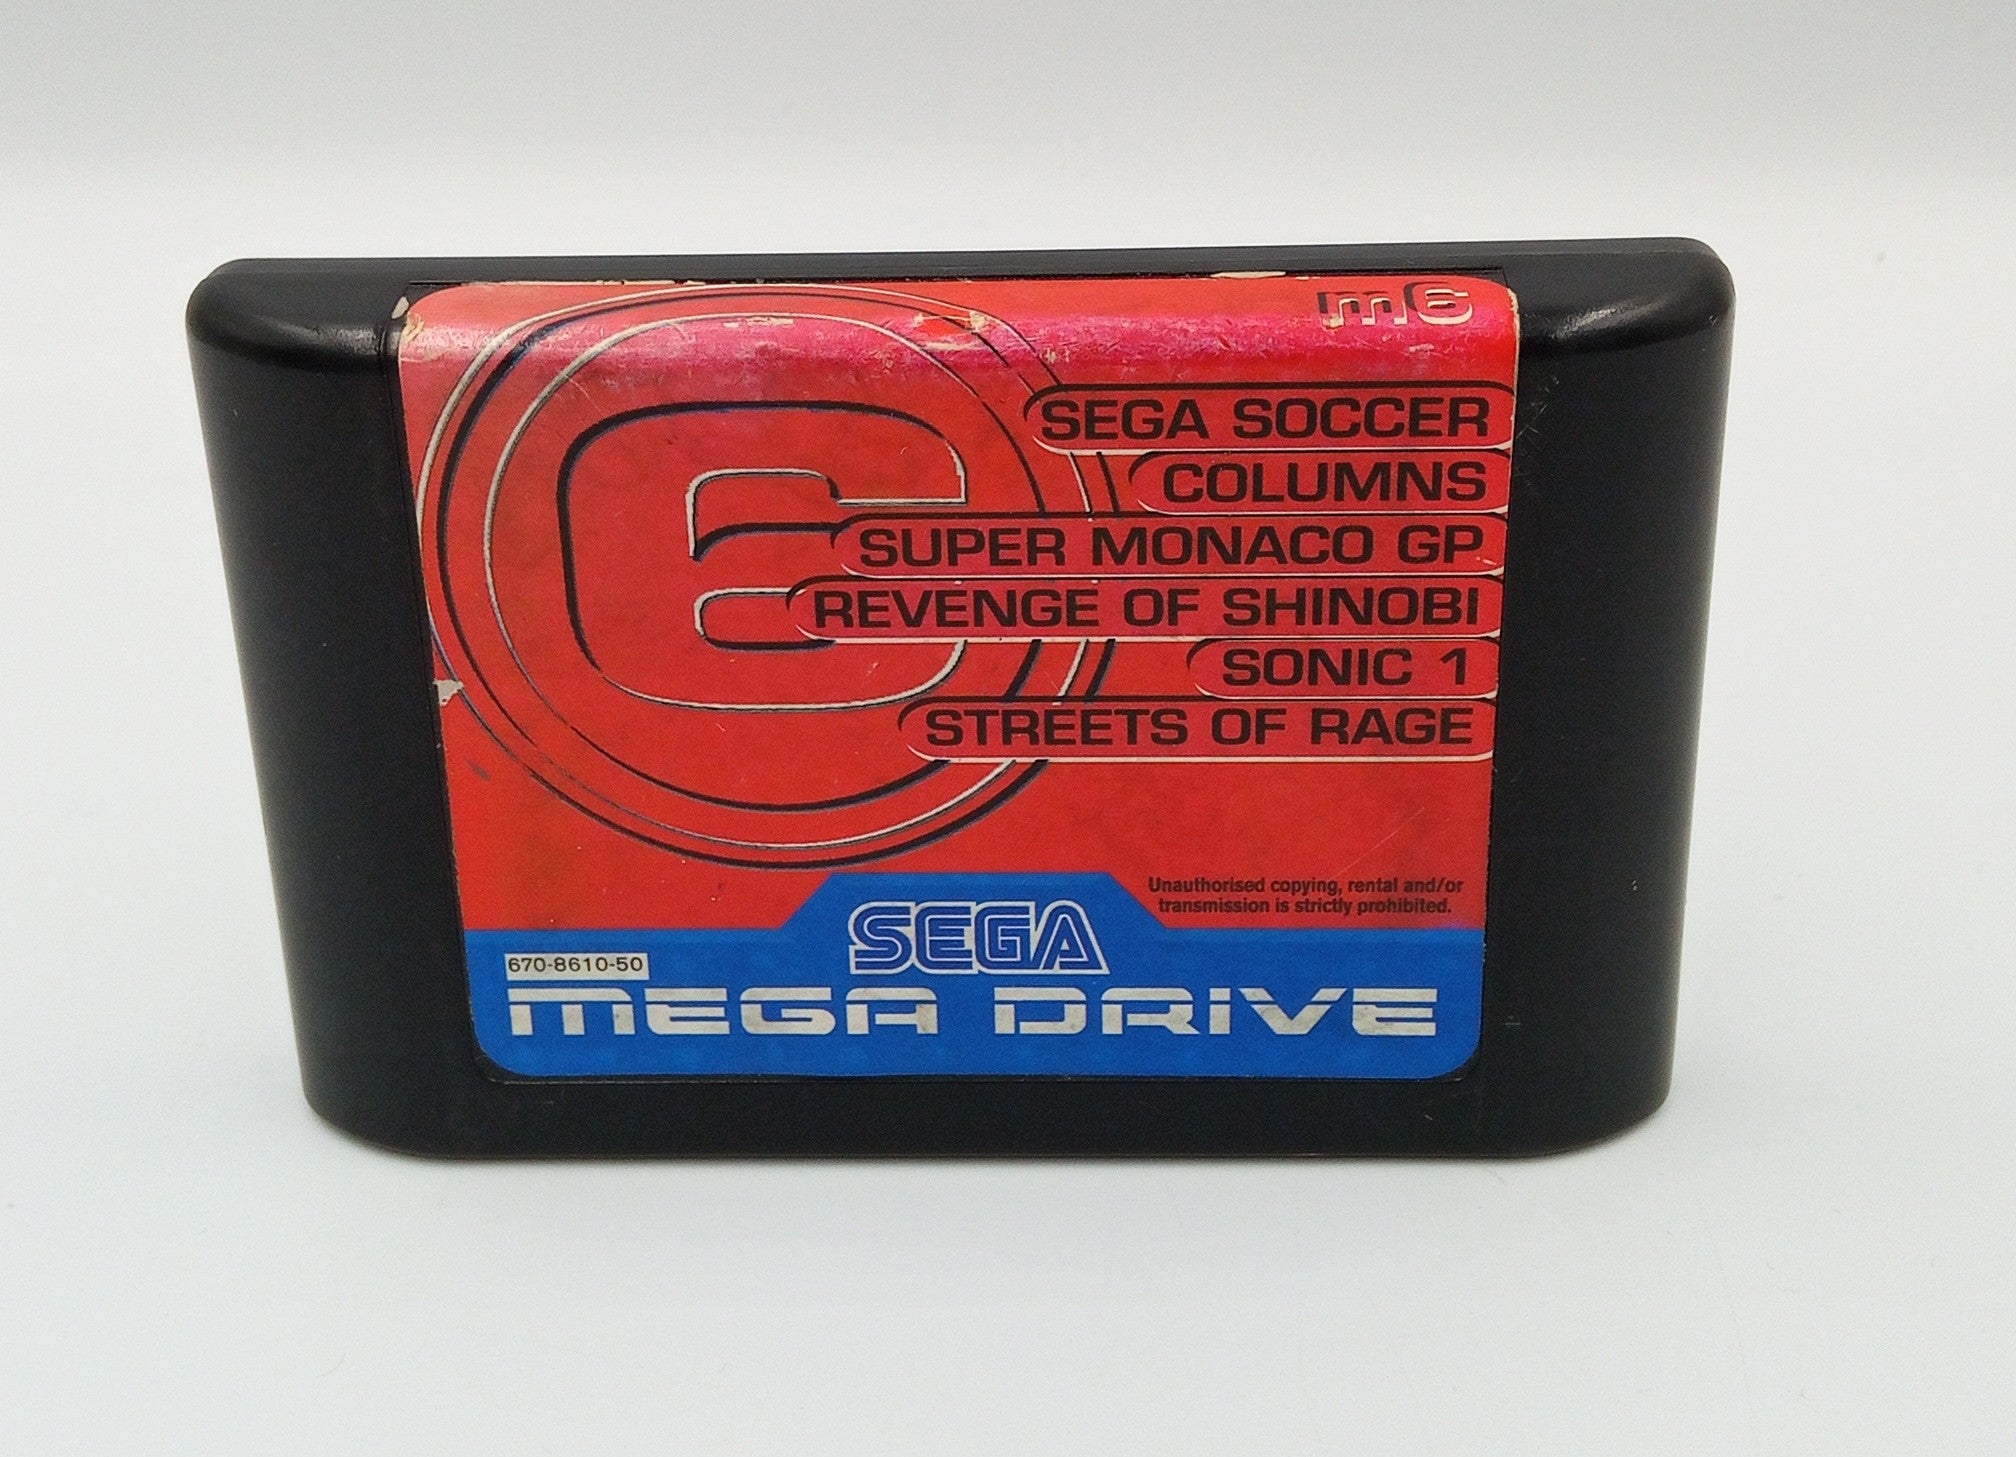 m6
6
SEGA SOCCER
COLUMNS
SUPER MONACO GP
REVENGE OF SHINOBI
SONIC 1
STREETS OF RAGE
Unauthorised copying, rental and/or
transmission is strictly prohibited.
SEGA
670-8610-50
MEGA DRIVE